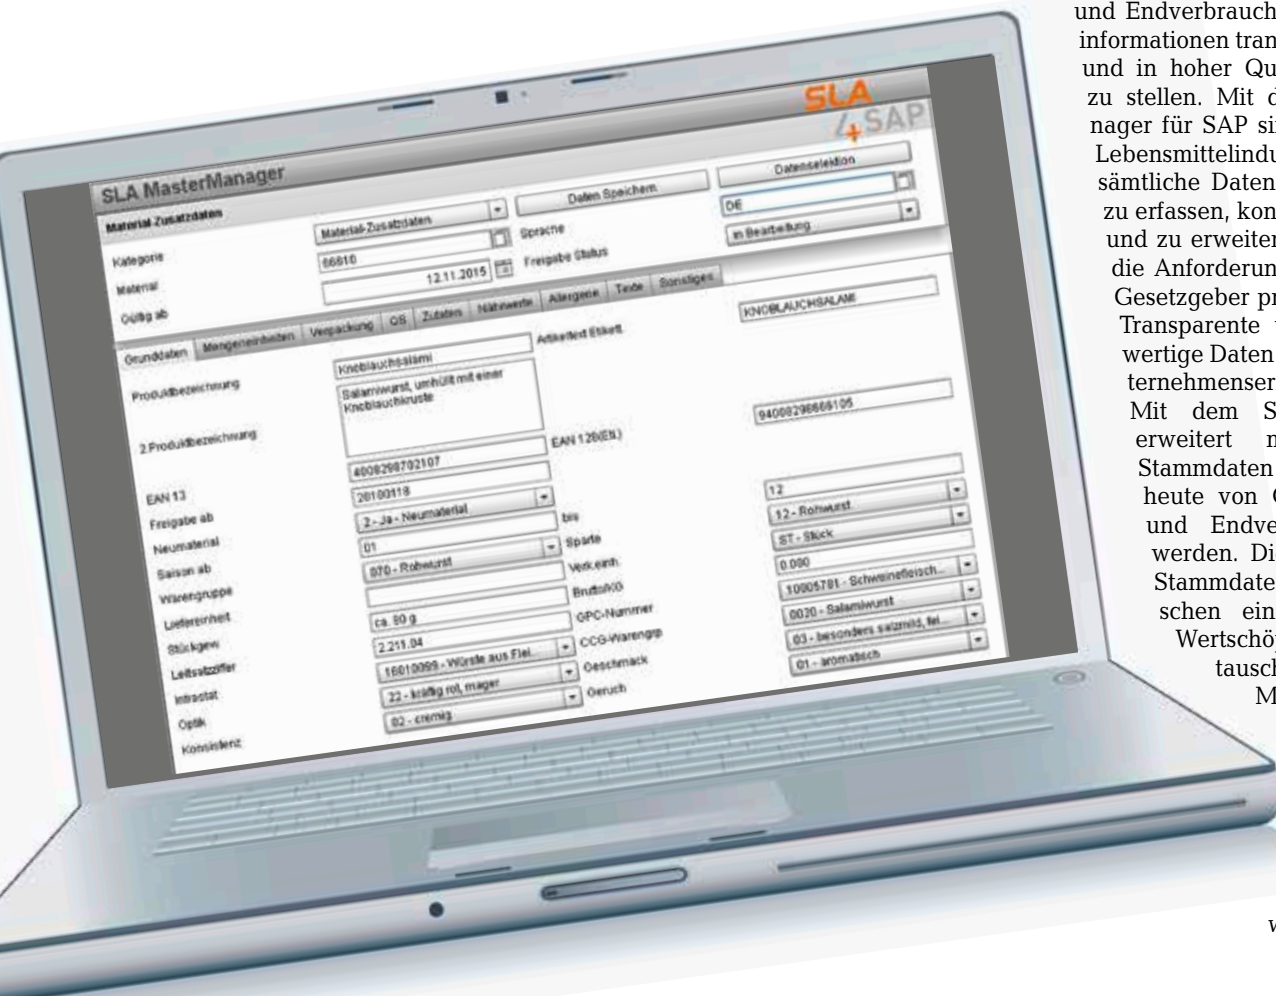 SLA
4 SAP
SLA MasterManager
Material-Zusatzdaten
Kategorie
Material-Zusatzdaten
Daten Speichern
Datenselektion
Material
66610
Sprache
DE
Gültig ab
12.11.2015
Freigabe Status
in Bearbeitung
Grunddaten Mengeneinheiten Verpackung QS Zutaten Nährwerte Allergene Texte Sonstiges
Produktbezeichnung
Knoblauchsalami
Artikeltext Etikett
KNOBLAUCHSALAMI
2.Produktbezeichnung
Salamiwurst, umhüllt mit einer
Knoblauchkruste
EAN 13
4008298702107
EAN 128(Eti.)
94008298666105
Freigabe ab
20100118
Neumaterial
2 - Ja - Neumaterial
Saison ab
01
bis
12
Warengruppe
070 - Rohwurst
Sparte
12 - Rohwurst
Liefereinheit
Verk.einh.
ST - Stück
Stückgew.
ca. 80 g
Brutto/KG
0.080
Leitsatzziffer
2.211.04
GPC-Nummer
10005781 - Schweinefleisch...
Intrastat
16010099 - Würste aus Flei...
CCG-Warengrp
0020 - Salamiwurst
Optik
22 - kräftig rot, mager
Geschmack
03 - besonders salzmild, fei...
Konsistenz
02 - cremig
Geruch
01 - aromatisch
und Endverbrauch
informationen tran
und in hoher Qu
zu stellen. Mit d
nager für SAP si
Lebensmittelindu
sämtliche Daten
zu erfassen, kon
und zu erweiter
die Anforderun
Gesetzgeber pr
Transparente
wertige Daten
ternehmenser
Mit dem S
erweitert
Stammdaten
heute von
und Endve
werden. Di
Stammdate
schen ein
Wertschö
tausch
M